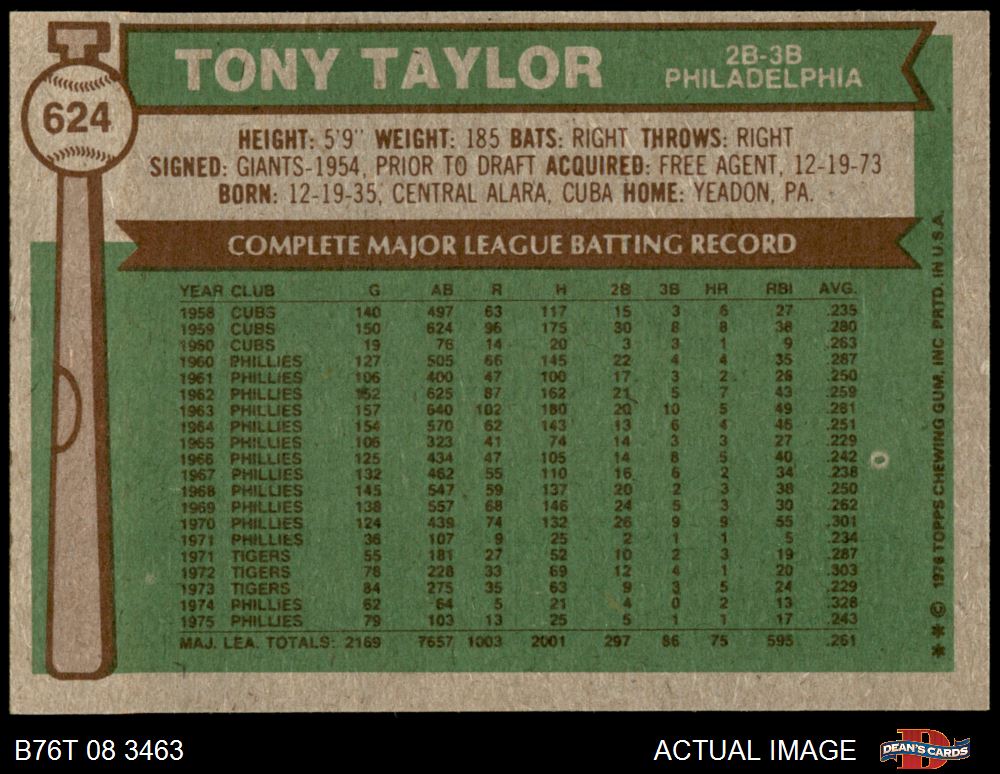 TONY TAYLOR
2B-3B
PHILADELPHIA
624
HEIGHT: 5'9" WEIGHT: 185 BATS: RIGHT THROWS: RIGHT
SIGNED: GIANTS-1954, PRIOR TO DRAFT ACQUIRED: FREE AGENT, 12-19-73
BORN: 12-19-35, CENTRAL ALARA, CUBA HOME: YEADON, PA.
COMPLETE MAJOR LEAGUE BATTING RECORD
YEAR CLUB G AB R H 2B 3B HR RBI AVG.
1958 CUBS 140 497 63 117 15 3 6 27 .235
1959 CUBS 150 624 96 175 30 8 8 38 .280
1960 CUBS 19 76 14 20 3 3 1 9 .263
1960 PHILLIES 127 505 66 145 22 4 4 35 .287
1961 PHILLIES 106 400 47 100 17 3 2 26 .250
1962 PHILLIES 152 625 87 162 21 5 7 43 .259
1963 PHILLIES 157 640 102 180 20 10 5 49 .281
1964 PHILLIES 154 570 62 143 13 6 4 46 .251
1965 PHILLIES 106 323 41 74 14 3 3 27 .229
1966 PHILLIES 125 434 47 105 14 8 5 40 .242
1967 PHILLIES 132 462 55 110 16 6 2 34 .238
1968 PHILLIES 145 547 59 137 20 2 3 38 .250
1969 PHILLIES 138 557 68 146 24 5 3 30 .262
1970 PHILLIES 124 439 74 132 26 9 9 55 .301
1971 PHILLIES 36 107 9 25 2 1 1 5 .234
1971 TIGERS 55 181 27 52 10 2 3 19 .287
1972 TIGERS 78 228 33 69 12 4 1 20 .303
1973 TIGERS 84 275 35 63 9 3 5 24 .229
1974 PHILLIES 62 64 5 21 4 0 2 13 .328
1975 PHILLIES 79 103 13 25 5 1 1 17 .243
MAJ. LEA. TOTALS: 2169 7657 1003 2001 297 86 75 595 .261
* * © 1976 TOPPS CHEWING GUM, INC PRTD. IN U.S.A.
B76T 08 3463
ACTUAL IMAGE
DEAN'S CARDS